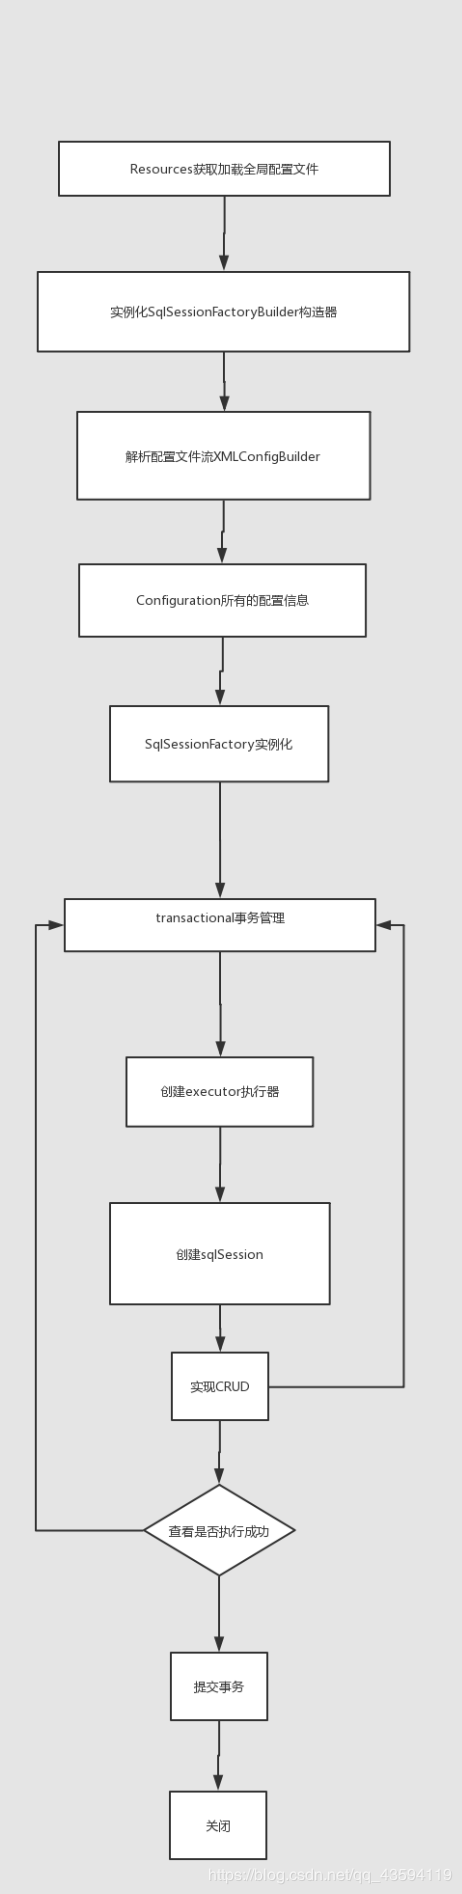 Resources获取加载全局配置文件
实例化SqlSessionFactoryBuilder构造器
解析配置文件流XMLConfigBuilder
Configuration所有的配置信息
SqlSessionFactory实例化
transactional事务管理
创建executor执行器
创建sqlSession
实现CRUD
查看是否执行成功
提交事务
关闭
https://blog.csdn.net/qq_43594119